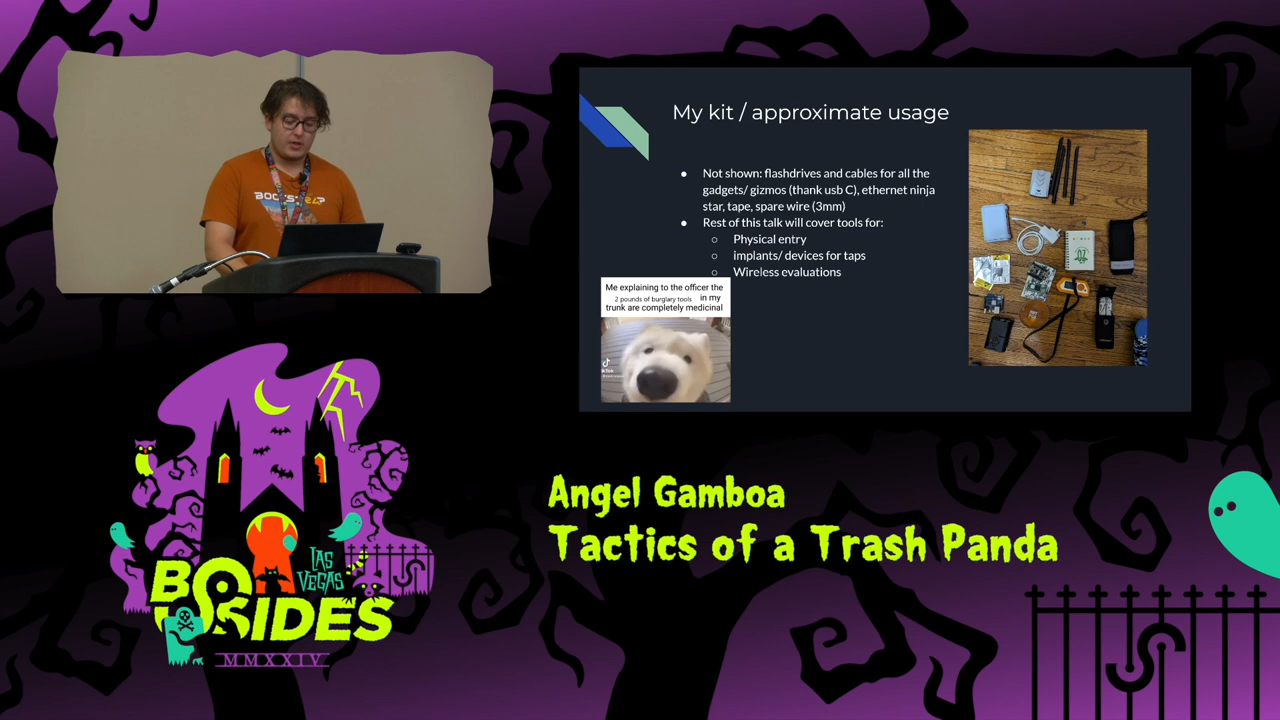 My kit / approximate usage
Not shown: flashdrives and cables for all the
gadgets/ gizmos (thank usb C), ethernet ninja
star, tape, spare wire (3mm)
Rest of this talk will cover tools for:
Physical entry
implants/ devices for taps
Wireless evaluations
Me explaining to the officer the
2 pounds of burglary tools in my
trunk are completely medicinal
TikTok
Angel Gamboa
Tactics of a Trash Panda
LAS
VEGAS
BSIDES
MMXXIV